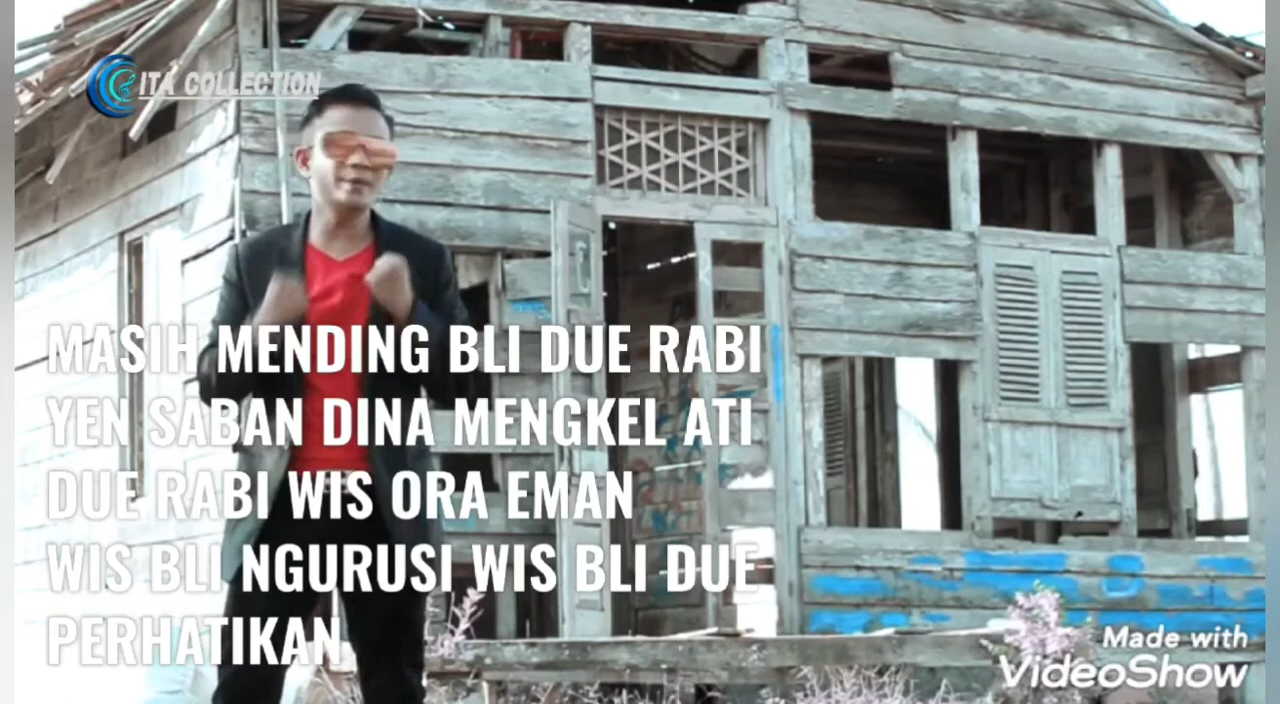 ITA COLLECTION
MASIH MENDING BLI DUE RABI
YEN SABAN DINA MENGKEL ATI
DUE RABI WIS ORA EMAN
WIS BLI NGURUSI WIS BLI DUE
PERHATIKAN
Made with
VideoShow